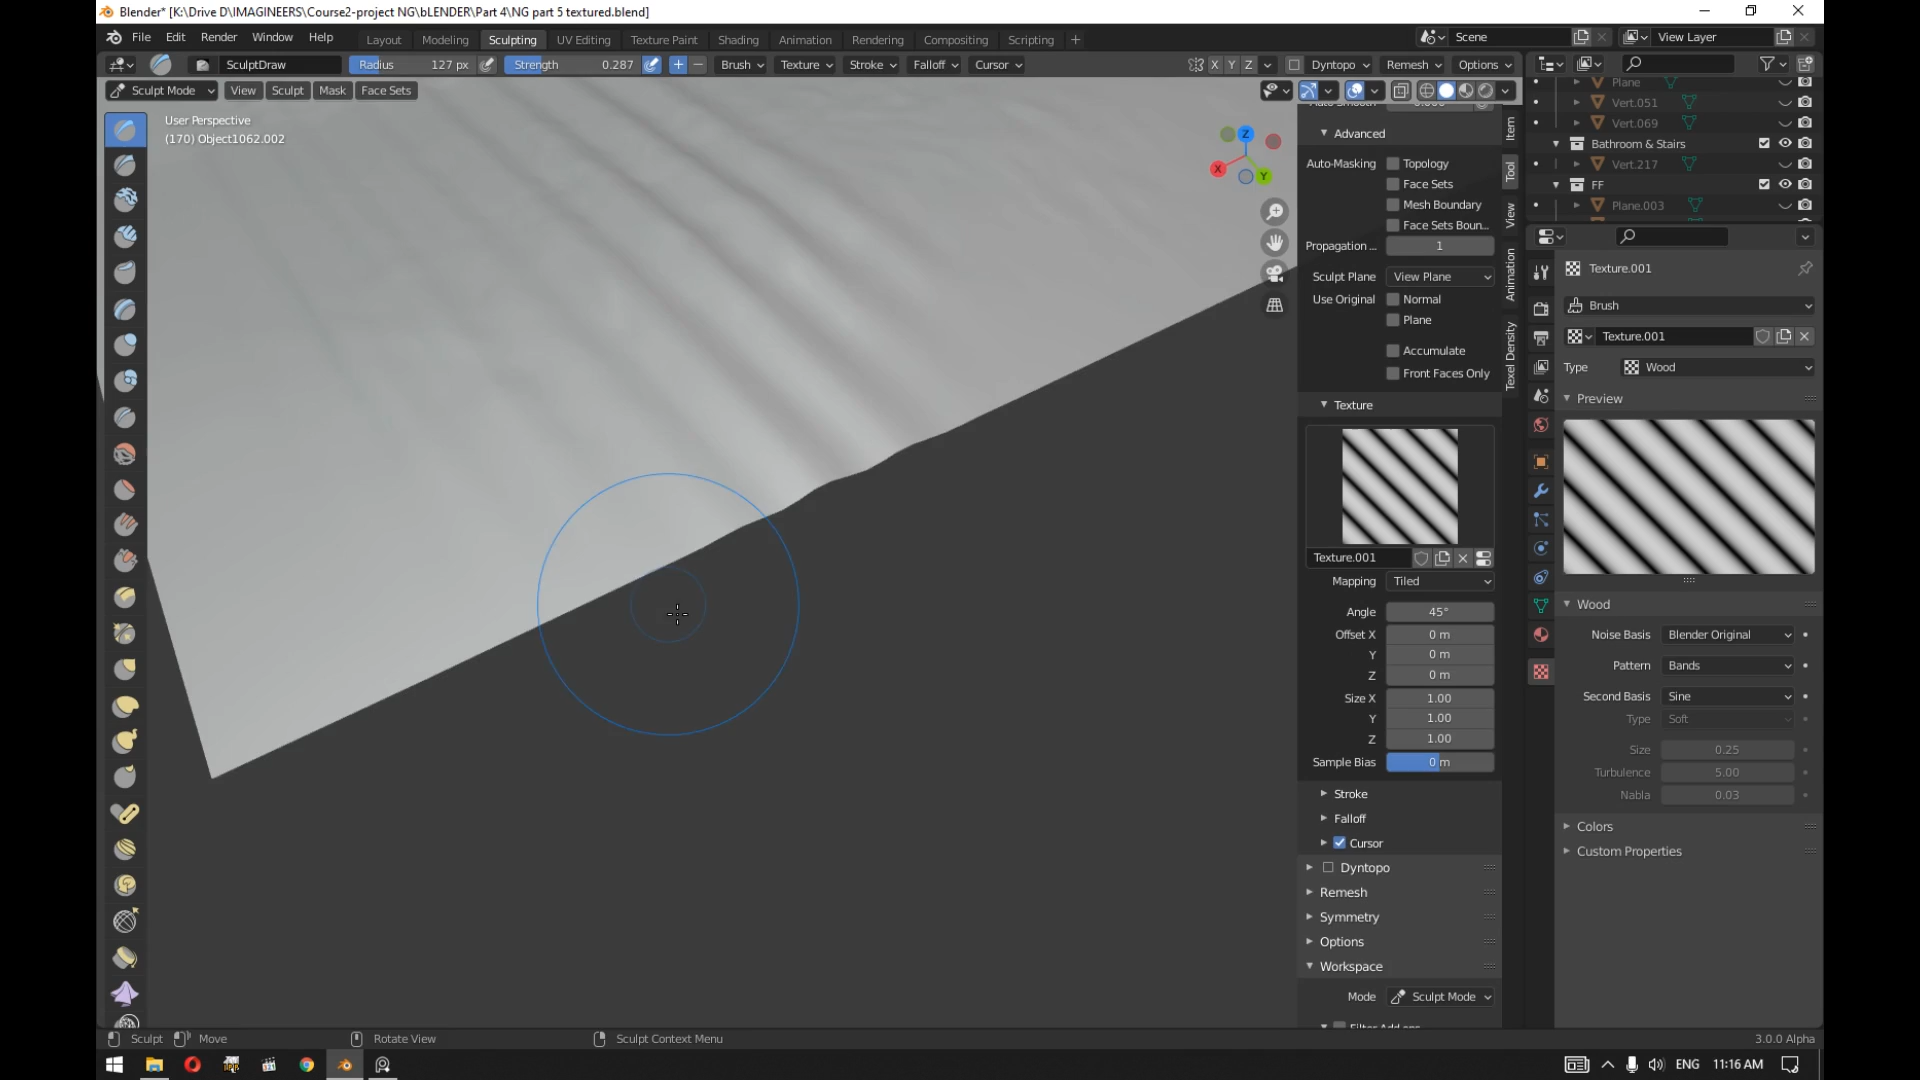 Blender* [K:\Drive D\IMAGINEERS\Course2-project NG\bLENDER\Part 4\NG part 5 textured.blend]
File Edit Render Window Help
Layout Modeling Sculpting UV Editing Texture Paint Shading Animation Rendering Compositing Scripting +
Scene
View Layer
SculptDraw
Radius 127 px
Strength 0.287
Brush Texture Stroke Falloff Cursor
X Y Z
Dyntopo Remesh Options
Sculpt Mode View Sculpt Mask Face Sets
User Perspective
(170) Object1062.002
Z
X
Y
Advanced
Auto-Masking Topology
Face Sets
Mesh Boundary
Face Sets Boun...
Propagation ... 1
Sculpt Plane View Plane
Use Original Normal
Plane
Accumulate
Front Faces Only
Texture
Texture.001
Mapping Tiled
Angle 45°
Offset X 0 m
Y 0 m
Z 0 m
Size X 1.00
Y 1.00
Z 1.00
Sample Bias 0 m
Stroke
Falloff
Cursor
Dyntopo
Remesh
Symmetry
Options
Workspace
Mode Sculpt Mode
Item
Tool
View
Animation
Texel Density
Plane
Vert.051
Vert.069
Bathroom & Stairs
Vert.217
FF
Plane.003
Texture.001
Brush
Texture.001
Type Wood
Preview
Wood
Noise Basis Blender Original
Pattern Bands
Second Basis Sine
Type Soft
Size 0.25
Turbulence 5.00
Nabla 0.03
Colors
Custom Properties
Sculpt Move Rotate View Sculpt Context Menu 3.0.0 Alpha
ENG 11:16 AM